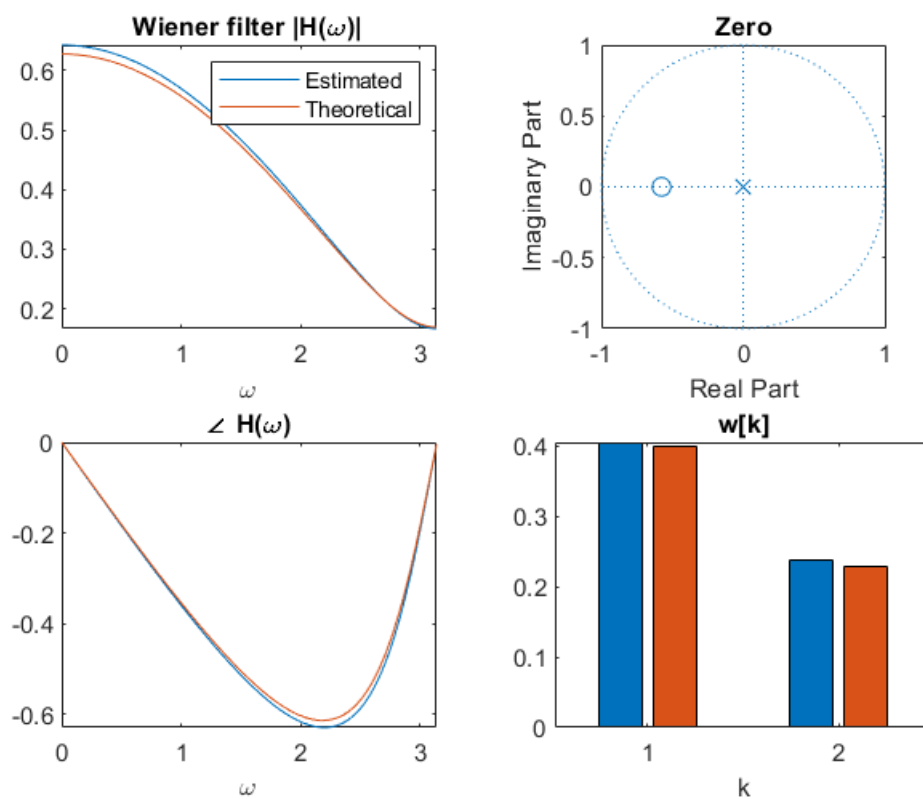 Wiener filter |H(ω)|
0.6
0.5
0.4
0.3
0.2
0
1
2
3
ω
Estimated
Theoretical
Zero
Imaginary Part
1
0.5
0
-0.5
-1
-1
0
1
Real Part
∠ H(ω)
0
-0.2
-0.4
-0.6
0
1
2
3
ω
w[k]
0.4
0.3
0.2
0.1
0
1
2
k